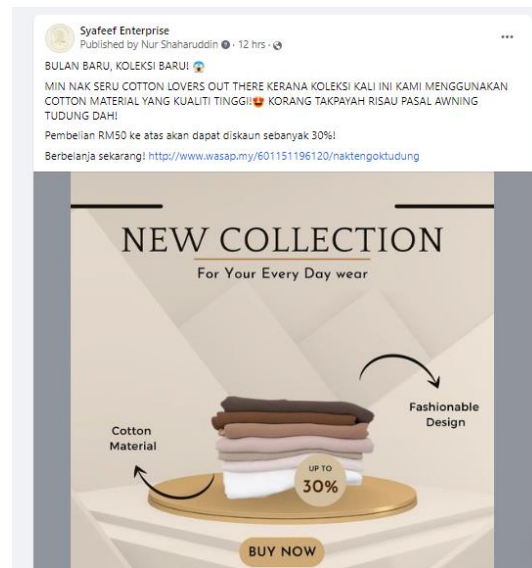 Syafeef Enterprise
Published by Nur Shaharuddin · 12 hrs ·
BULAN BARU, KOLEKSI BARU! 😱
MIN NAK SERU COTTON LOVERS OUT THERE KERANA KOLEKSI KALI INI KAMI MENGGUNAKAN
COTTON MATERIAL YANG KUALITI TINGGI!🤩 KORANG TAKPAYAH RISAU PASAL AWNING
TUDUNG DAH!
Pembelian RM50 ke atas akan dapat diskaun sebanyak 30%!
Berbelanja sekarang! http://www.wasap.my/601151196120/naktengoktudung
NEW COLLECTION
For Your Every Day wear
Fashionable
Design
Cotton
Material
UP TO
30%
BUY NOW